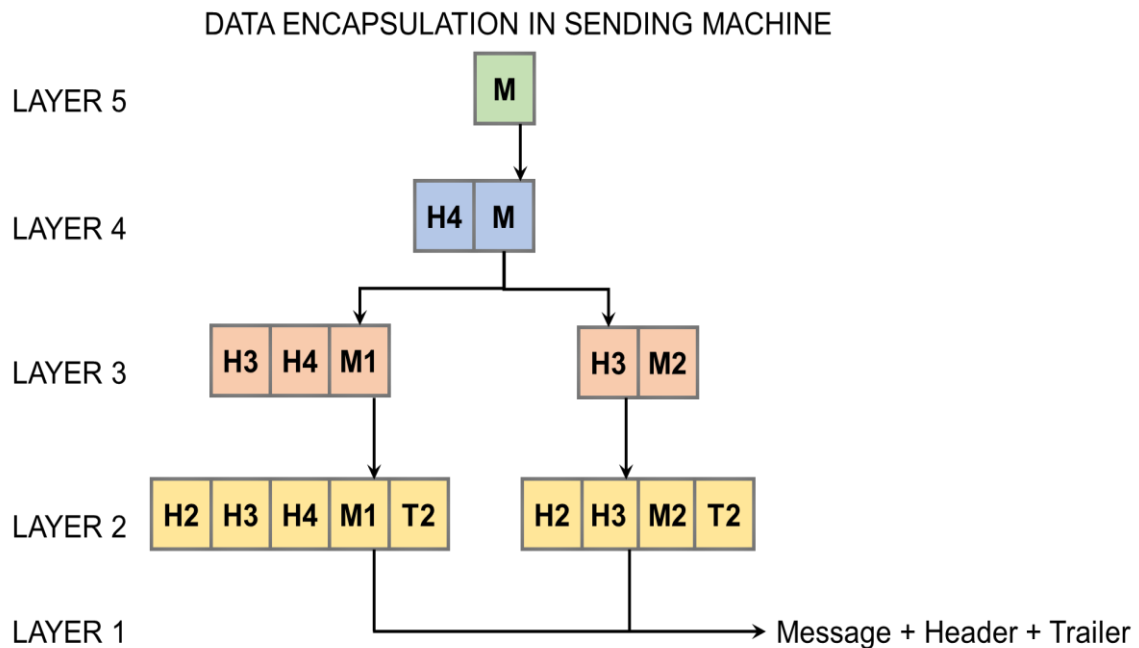 DATA ENCAPSULATION IN SENDING MACHINE
LAYER 5
M
LAYER 4
H4 M
LAYER 3
H3 H4 M1
H3 M2
LAYER 2
H2 H3 H4 M1 T2
H2 H3 M2 T2
LAYER 1
Message + Header + Trailer